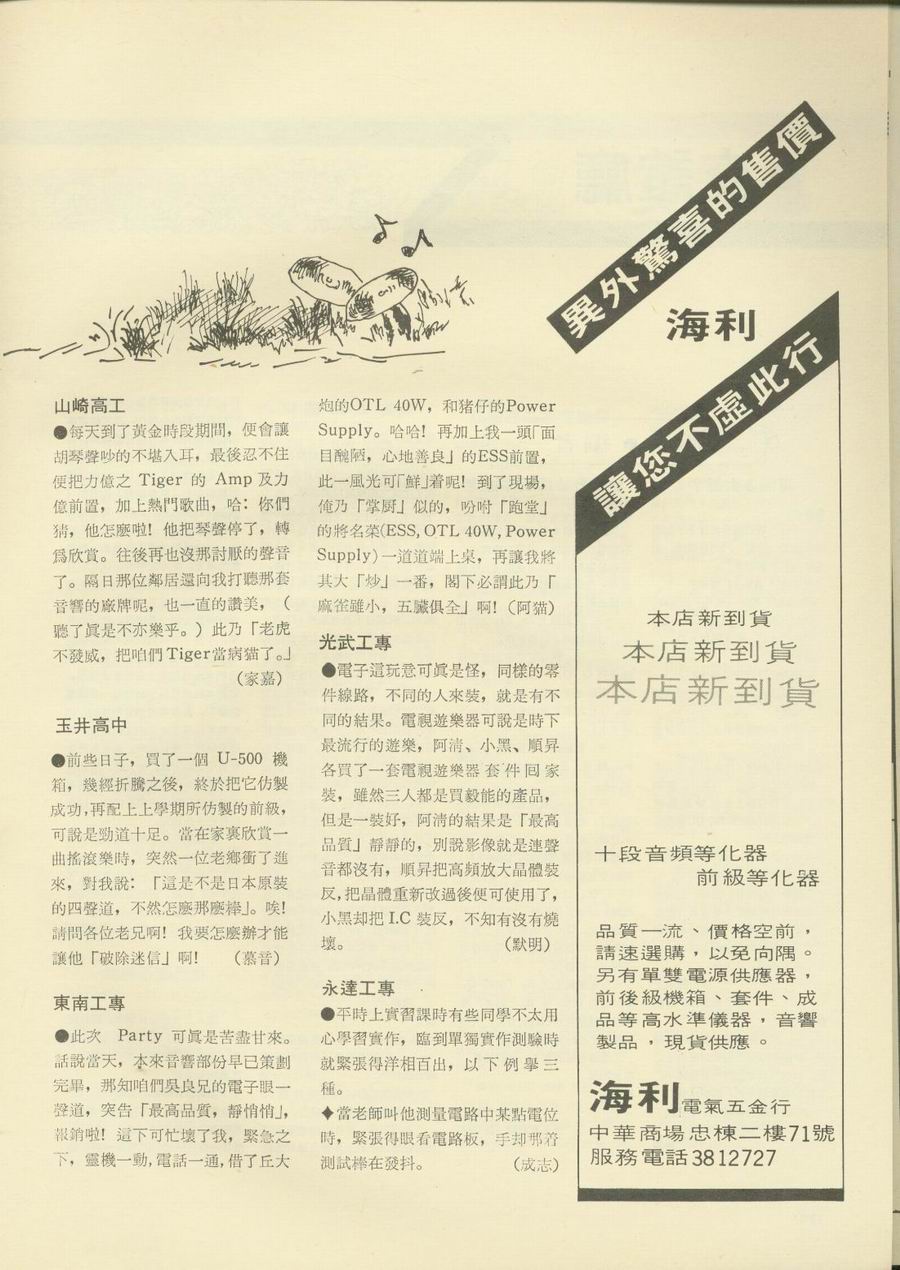 山崎高工
●每天到了黃金時段期間，便會讓
胡琴聲吵的不堪入耳，最後忍不住
便把力億之 Tiger 的 Amp 及力
億前置，加上熱門歌曲，哈：你們
猜，他怎麼啦！他把琴聲停了，轉
爲欣賞。往後再也沒那討厭的聲音
了。隔日那位鄰居還向我打聽那套
音響的廠牌呢，也一直的讚美，（
聽了眞是不亦樂乎。）此乃「老虎
不發威，把咱們Tiger當病猫了。」
（家嘉）
玉井高中
●前些日子，買了一個 U-500 機
箱，幾經折騰之後，終於把它仿製
成功，再配上上學期所仿製的前級，
可說是勁道十足。當在家裏欣賞一
曲搖滾樂時，突然一位老鄉衝了進
來，對我說：「這是不是日本原裝
的四聲道，不然怎麼那麼棒」。唉！
請問各位老兄啊！我要怎麼辦才能
讓他「破除迷信」啊！（慕音）
東南工專
●此次 Party 可眞是苦盡甘來。
話說當天，本來音響部份早已策劃
完畢，那知咱們吳良兄的電子眼一
聲道，突告「最高品質，靜悄悄」，
報銷啦！這下可忙壞了我，緊急之
下，靈機一動，電話一通，借了丘大
炮的OTL 40W，和猪仔的Power
Supply。哈哈！再加上我一頭「面
目醜陋，心地善良」的ESS前置，
此一風光可「鮮」着呢！到了現場，
俺乃「掌厨」似的，吩咐「跑堂」
的將名菜(ESS, OTL 40W, Power
Supply) 一道道端上桌，再讓我將
其大「炒」一番，閣下必謂此乃「
麻雀雖小，五臟俱全」啊！（阿猫）
光武工專
●電子這玩意可眞是怪，同樣的零
件線路，不同的人來裝，就是有不
同的結果。電視遊樂器可說是時下
最流行的遊樂，阿淸、小黑、順昇
各買了一套電視遊樂器套件回家
裝，雖然三人都是買毅能的產品，
但是一裝好，阿淸的結果是「最高
品質」靜靜的，別說影像就是連聲
音都沒有，順昇把高頻放大晶體裝
反，把晶體重新改過後便可使用了，
小黑却把 I.C 裝反，不知有沒有燒
壞。（默明）
永達工專
●平時上實習課時有些同學不太用
心學習實作，臨到單獨實作測驗時
就緊張得洋相百出，以下例舉三
種。
✦當老師叫他測量電路中某點電位
時，緊張得眼看電路板，手却那着
測試棒在發抖。（成志）
異外驚喜的售價
海利
讓您不虛此行
本店新到貨
本店新到貨
本店新到貨
十段音頻等化器
前級等化器
品質一流、價格空前，
請速選購，以免向隅。
另有單雙電源供應器，
前後級機箱、套件、成
品等高水準儀器，音響
製品，現貨供應。
海利電氣五金行
中華商場忠棟二樓71號
服務電話3812727